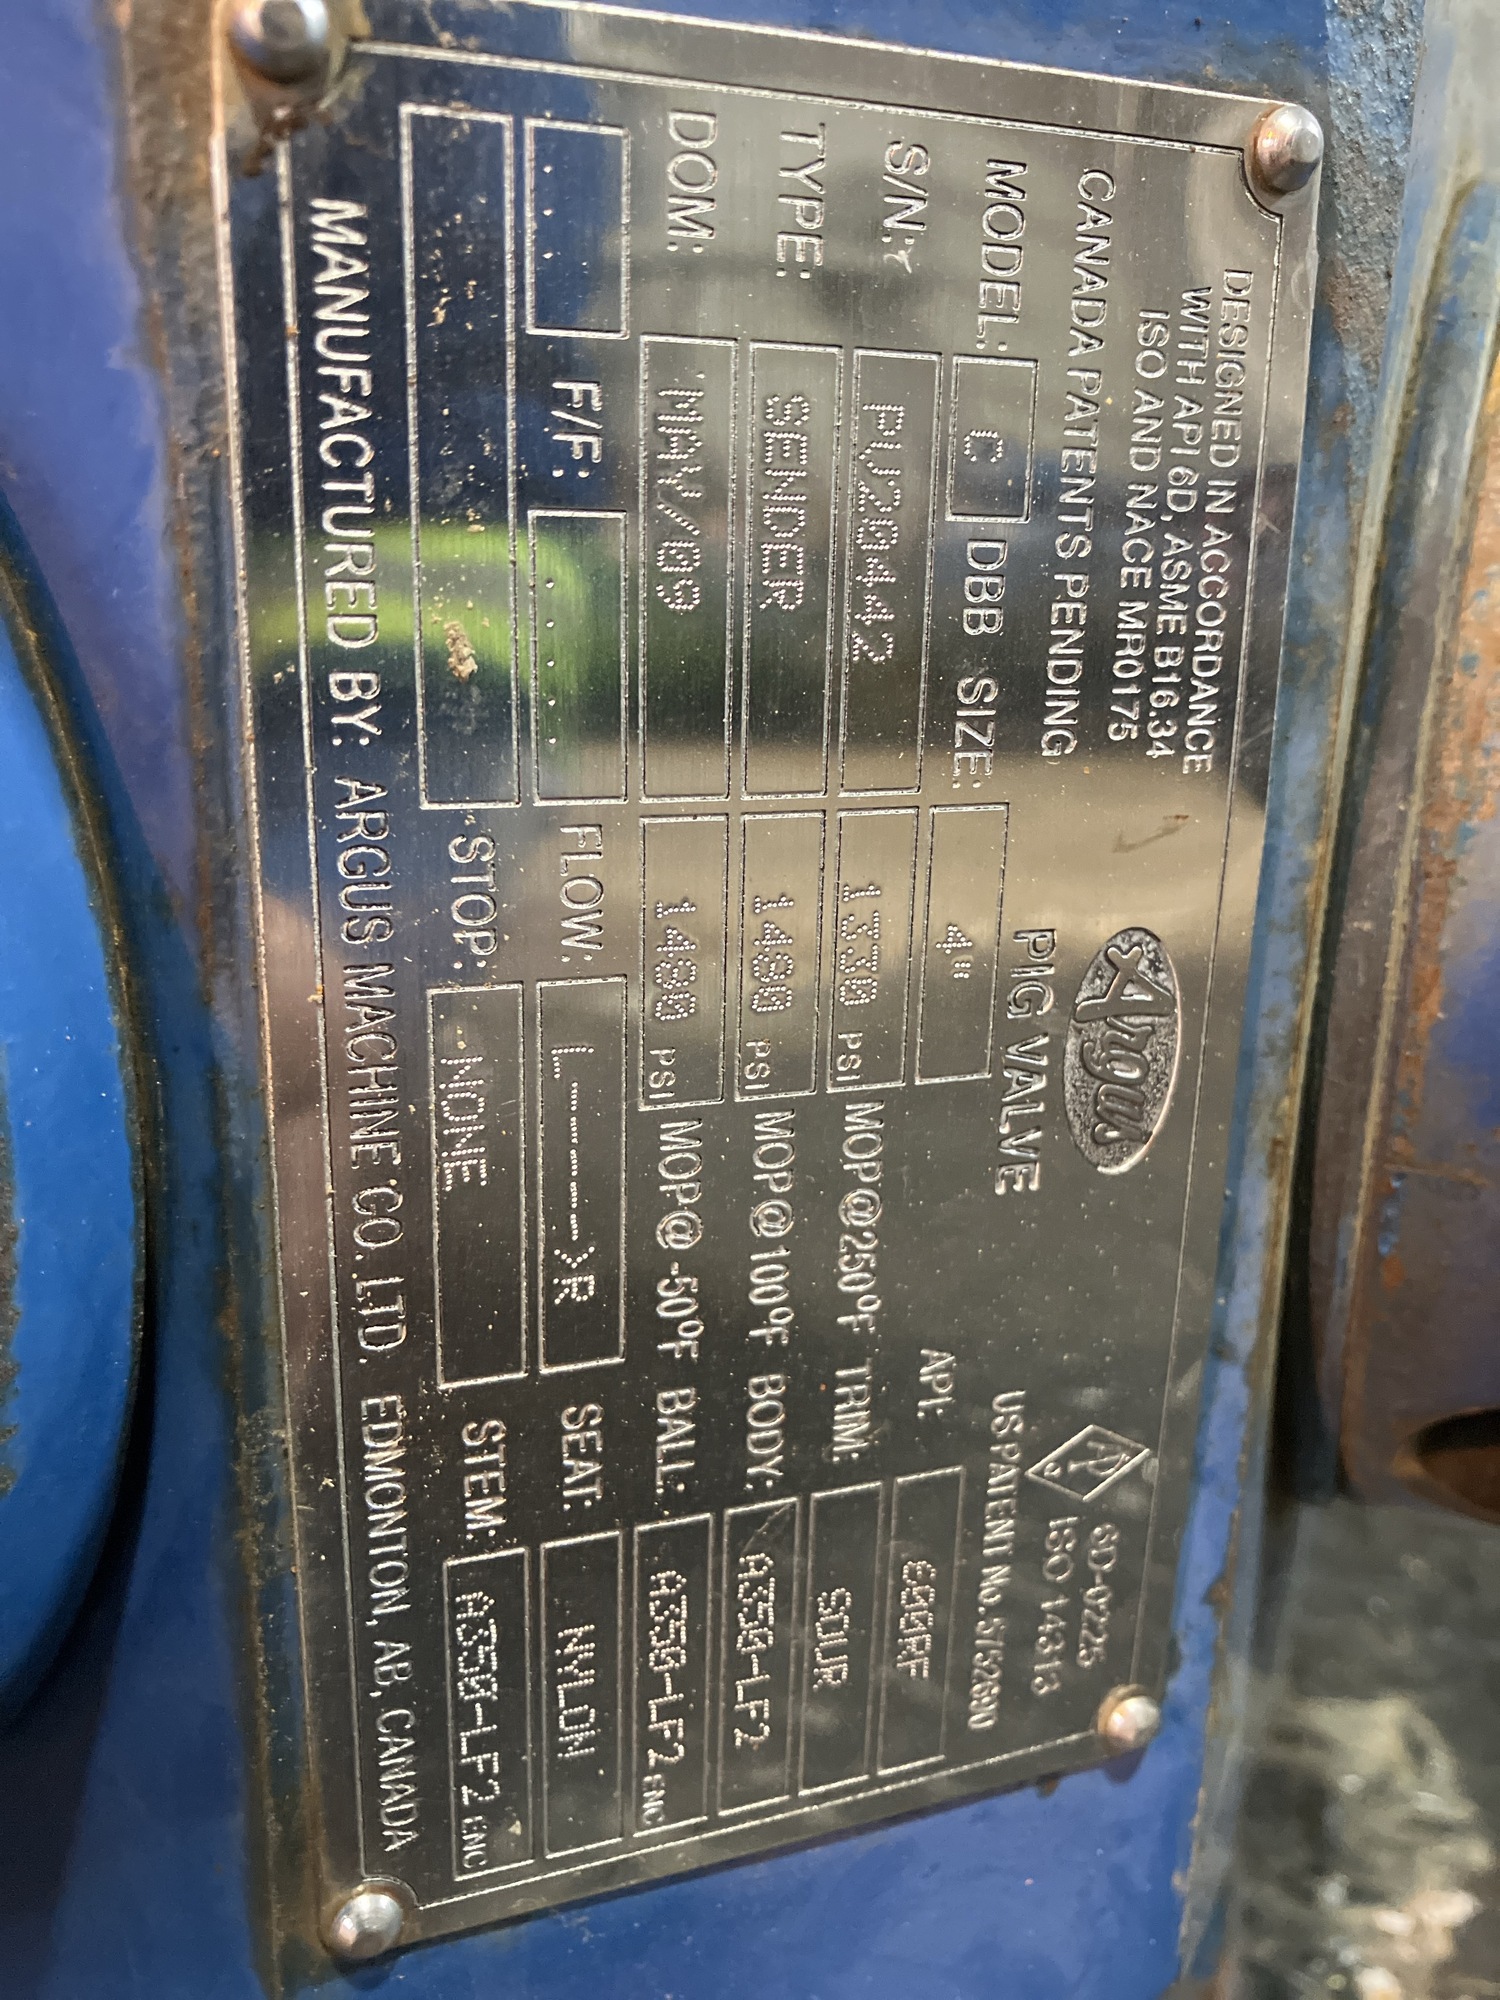 DESIGNED IN ACCORDANCE
WITH API 6D, ASME B16.34
ISO AND NACE MR0175
CANADA PATENTS PENDING
Argus
PIG VALVE
6D-0225
ISO 14313
US PATENT No. 5752690
MODEL: C DBB SIZE: 4" API: 600RF
S/N: PV20442 1330 PSI MOP@250°F TRIM: SOUR
TYPE: SENDER 1480 PSI MOP@100°F BODY: A350-LF2
DOM: MAY/09 1480 PSI MOP@-50°F BALL: A350-LF2 ENC
.... F/F: ..... FLOW: L------>R SEAT: NYLON
STOP: NONE STEM: A350-LF2 ENC
MANUFACTURED BY: ARGUS MACHINE CO. LTD. EDMONTON, AB, CANADA